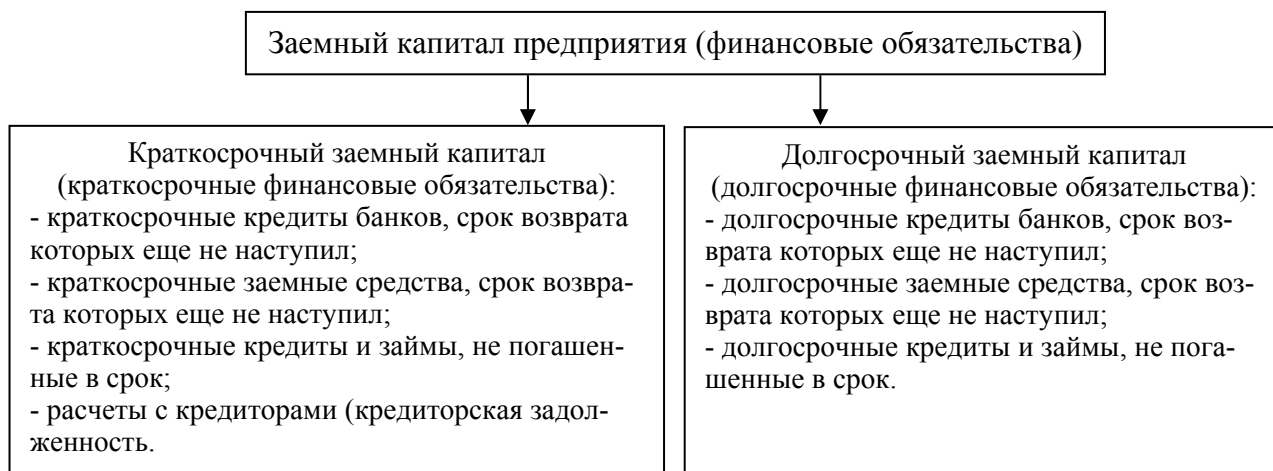 Заемный капитал предприятия (финансовые обязательства)
Краткосрочный заемный капитал
(краткосрочные финансовые обязательства):
- краткосрочные кредиты банков, срок возврата
которых еще не наступил;
- краткосрочные заемные средства, срок возвра-
та которых еще не наступил;
- краткосрочные кредиты и займы, не погашен-
ные в срок;
- расчеты с кредиторами (кредиторская задол-
женность.
Долгосрочный заемный капитал
(долгосрочные финансовые обязательства):
- долгосрочные кредиты банков, срок воз-
врата которых еще не наступил;
- долгосрочные заемные средства, срок воз-
врата которых еще не наступил;
- долгосрочные кредиты и займы, не пога-
шенные в срок.